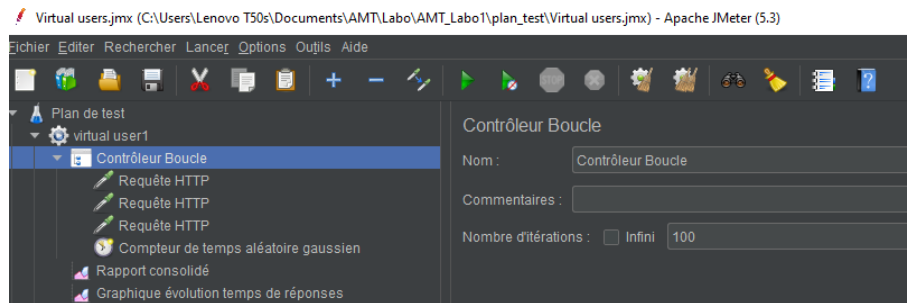 Virtual users.jmx (C:\Users\Lenovo T50s\Documents\AMT\Labo\AMT_Labo1\plan_test\Virtual users.jmx) - Apache JMeter (5.3)
Fichier Editer Rechercher Lancer Options Outils Aide
Plan de test
virtual user1
Contrôleur Boucle
Requête HTTP
Requête HTTP
Requête HTTP
Compteur de temps aléatoire gaussien
Rapport consolidé
Graphique évolution temps de réponses
Contrôleur Boucle
Nom : Contrôleur Boucle
Commentaires :
Nombre d'itérations : Infini 100